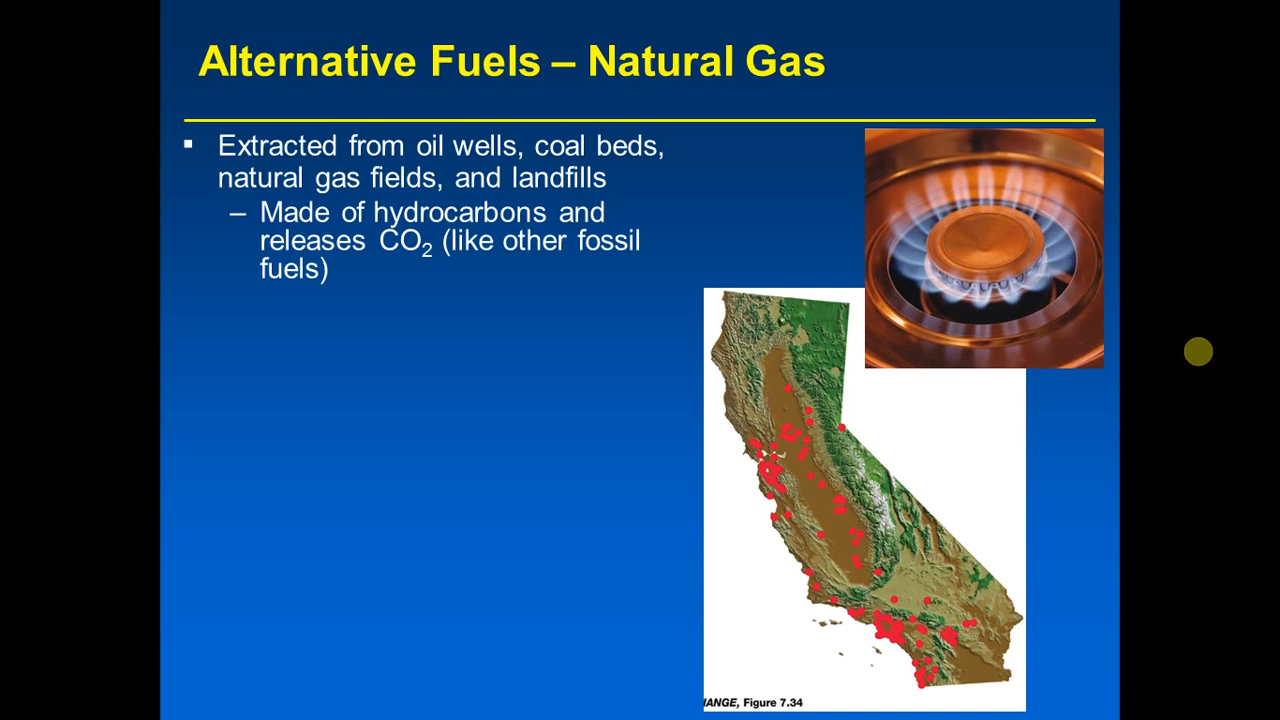 Alternative Fuels – Natural Gas
▪ Extracted from oil wells, coal beds,
natural gas fields, and landfills
– Made of hydrocarbons and
releases CO₂ (like other fossil
fuels)
HANGE, Figure 7.34